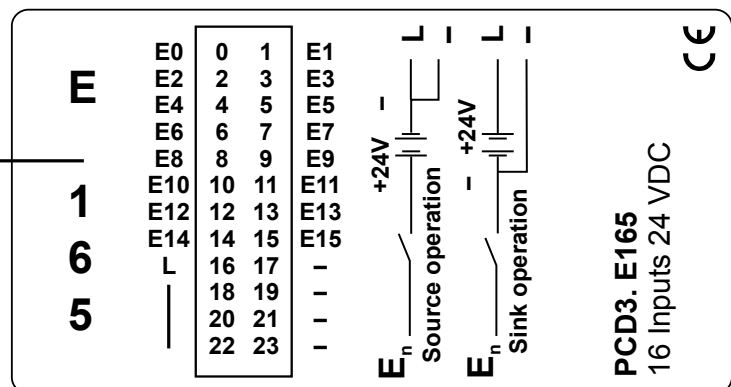 E
1
6
5
E0 0 1 E1
E2 2 3 E3
E4 4 5 E5
E6 6 7 E7
E8 8 9 E9
E10 10 11 E11
E12 12 13 E13
E14 14 15 E15
L 16 17 –
18 19 –
20 21 –
22 23 –
L –
+24V –
En
Source operation
L –
– +24V
En
Sink operation
PCD3. E165
16 Inputs 24 VDC
CE